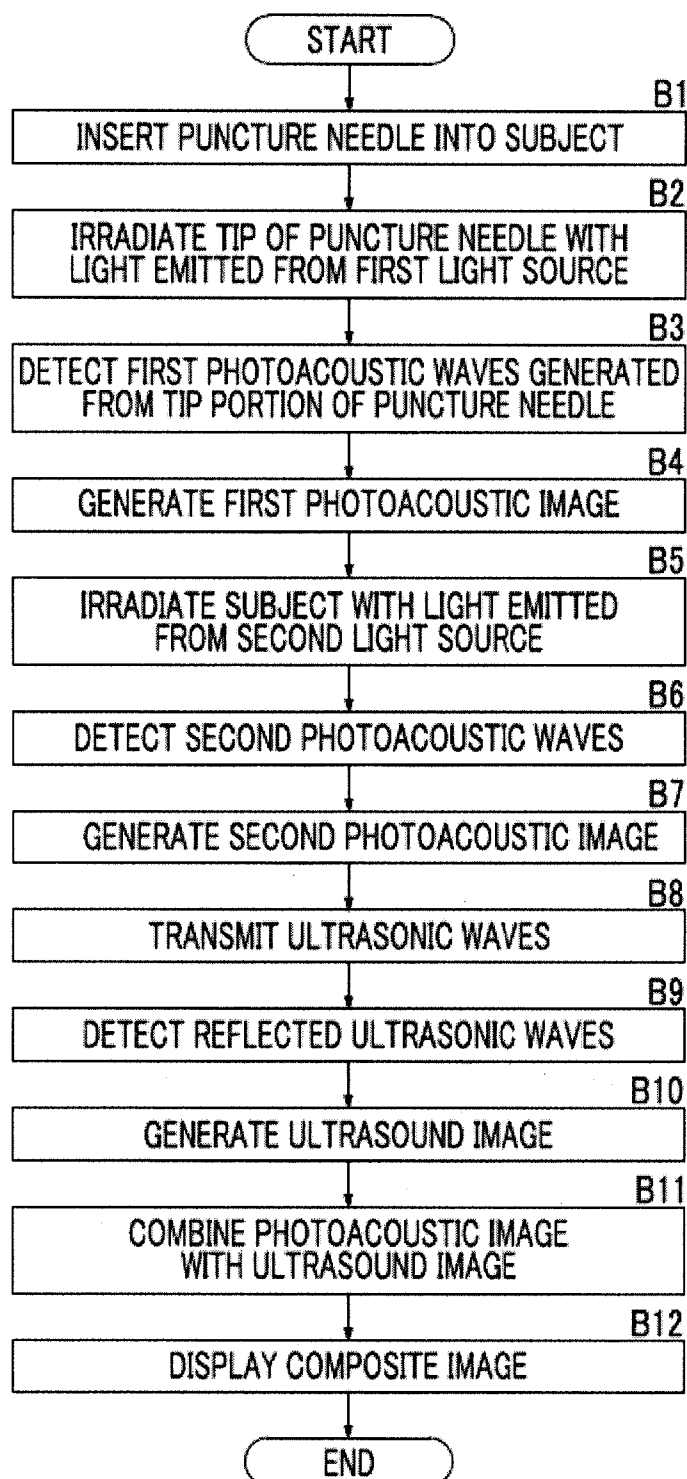 START
B1
INSERT PUNCTURE NEEDLE INTO SUBJECT
B2
IRRADIATE TIP OF PUNCTURE NEEDLE WITH
LIGHT EMITTED FROM FIRST LIGHT SOURCE
B3
DETECT FIRST PHOTOACOUSTIC WAVES GENERATED
FROM TIP PORTION OF PUNCTURE NEEDLE
B4
GENERATE FIRST PHOTOACOUSTIC IMAGE
B5
IRRADIATE SUBJECT WITH LIGHT EMITTED
FROM SECOND LIGHT SOURCE
B6
DETECT SECOND PHOTOACOUSTIC WAVES
B7
GENERATE SECOND PHOTOACOUSTIC IMAGE
B8
TRANSMIT ULTRASONIC WAVES
B9
DETECT REFLECTED ULTRASONIC WAVES
B10
GENERATE ULTRASOUND IMAGE
B11
COMBINE PHOTOACOUSTIC IMAGE
WITH ULTRASOUND IMAGE
B12
DISPLAY COMPOSITE IMAGE
END